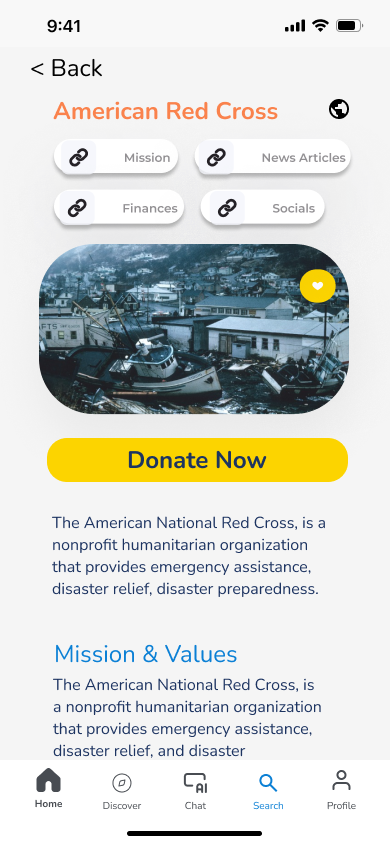 9:41
< Back
American Red Cross
Mission
News Articles
Finances
Socials
FTS
Donate Now
The American National Red Cross, is a
nonprofit humanitarian organization
that provides emergency assistance,
disaster relief, disaster preparedness.
Mission & Values
The American National Red Cross, is
a nonprofit humanitarian organization
that provides emergency assistance,
disaster relief, and disaster
AI
Home
Discover
Chat
Search
Profile